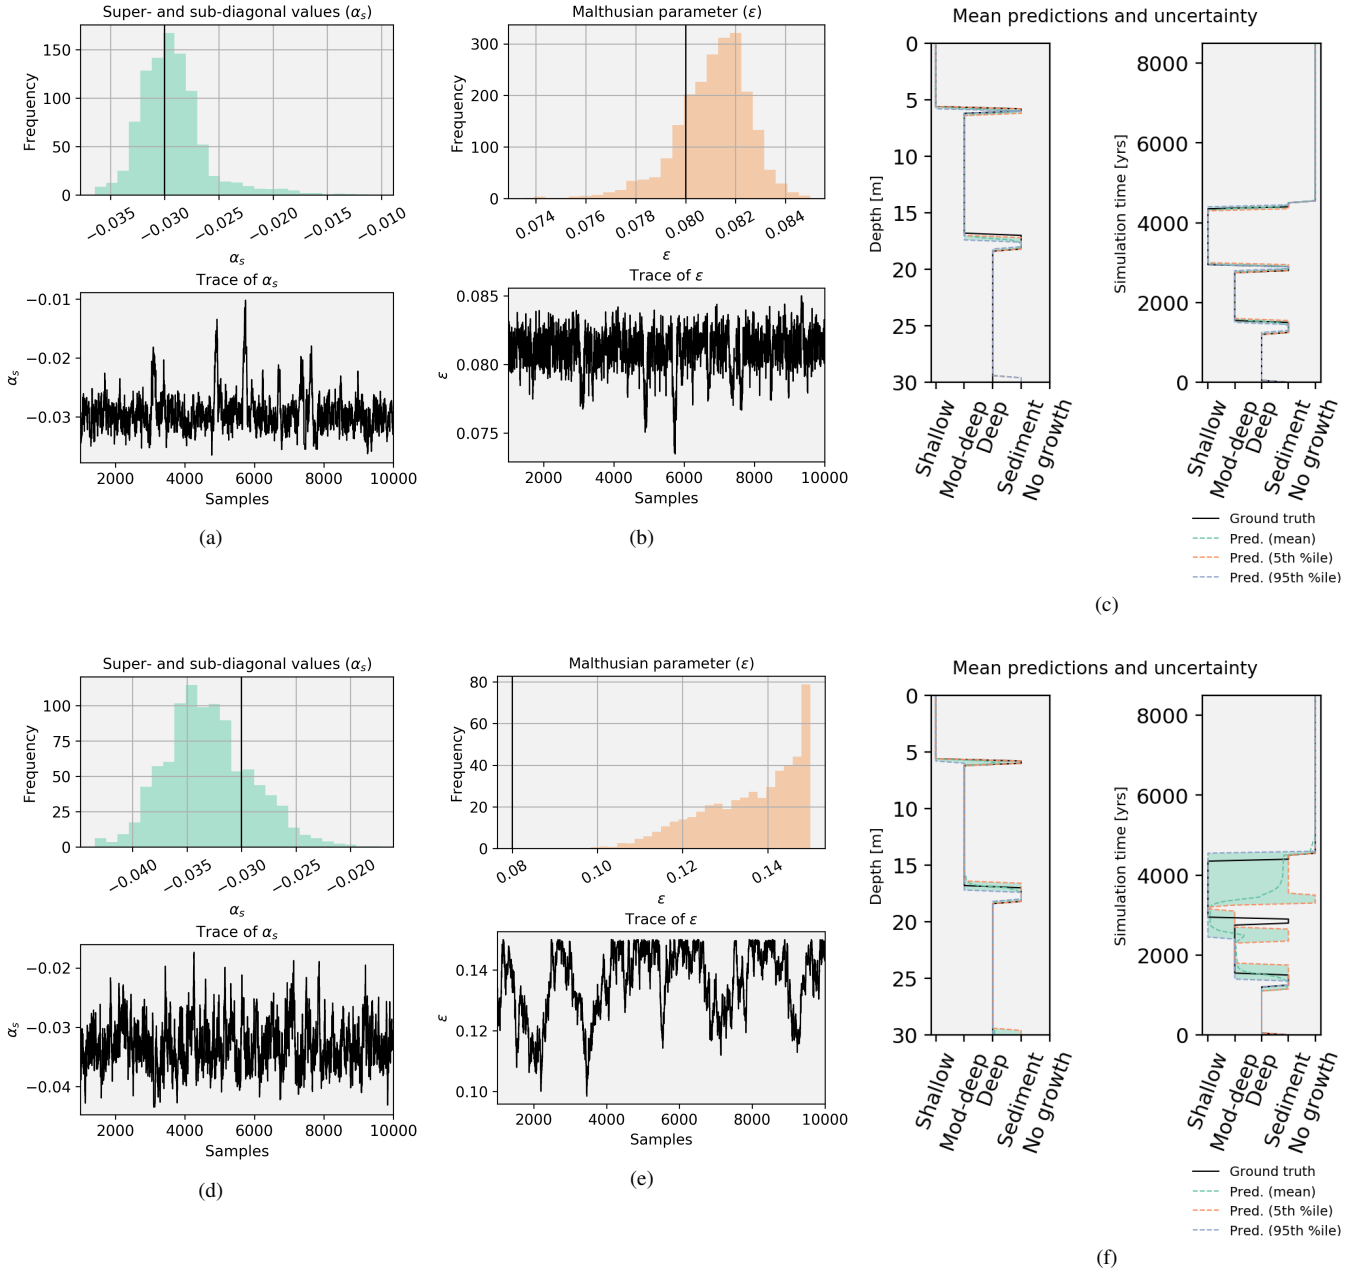 Super- and sub-diagonal values (αs)
Frequency
150
100
50
0
−0.035
−0.030
−0.025
−0.020
−0.015
−0.010
αs
Trace of αs
αs
−0.01
−0.02
−0.03
2000
4000
6000
8000
10000
Samples
(a)
Malthusian parameter (ε)
Frequency
300
200
100
0
0.074
0.076
0.078
0.080
0.082
0.084
ε
Trace of ε
ε
0.085
0.080
0.075
2000
4000
6000
8000
10000
Samples
(b)
Mean predictions and uncertainty
Depth [m]
0
5
10
15
20
25
30
Shallow
Mod-deep
Deep
Sediment
No growth
Simulation time [yrs]
8000
6000
4000
2000
0
Shallow
Mod-deep
Deep
Sediment
No growth
Ground truth
Pred. (mean)
Pred. (5th %ile)
Pred. (95th %ile)
(c)
Super- and sub-diagonal values (αs)
Frequency
100
75
50
25
0
−0.040
−0.035
−0.030
−0.025
−0.020
αs
Trace of αs
αs
−0.02
−0.03
−0.04
2000
4000
6000
8000
10000
Samples
(d)
Malthusian parameter (ε)
Frequency
80
60
40
20
0
0.08
0.10
0.12
0.14
ε
Trace of ε
ε
0.14
0.12
0.10
2000
4000
6000
8000
10000
Samples
(e)
Mean predictions and uncertainty
Depth [m]
0
5
10
15
20
25
30
Shallow
Mod-deep
Deep
Sediment
No growth
Simulation time [yrs]
8000
6000
4000
2000
0
Shallow
Mod-deep
Deep
Sediment
No growth
Ground truth
Pred. (mean)
Pred. (5th %ile)
Pred. (95th %ile)
(f)